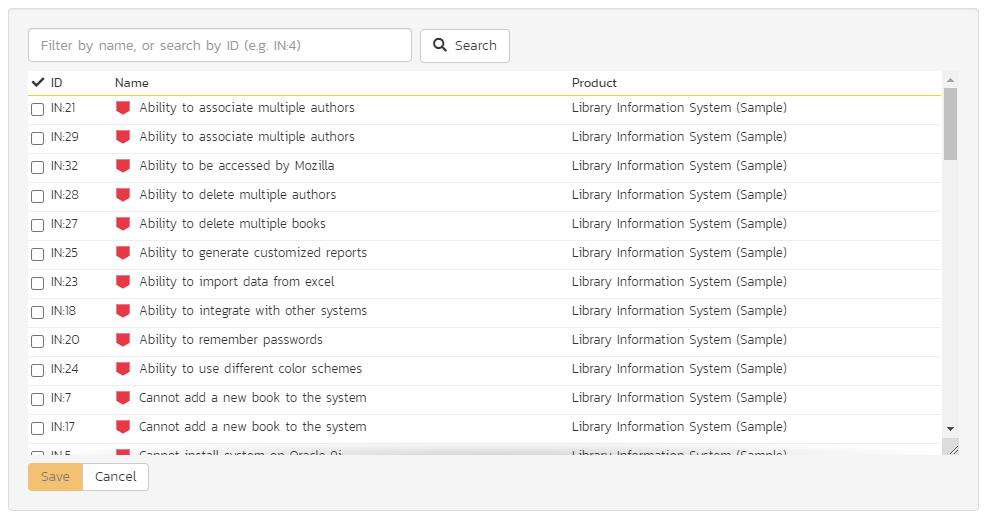 Filter by name, or search by ID (e.g. IN:4)
Search
ID Name Product
IN:21 Ability to associate multiple authors Library Information System (Sample)
IN:29 Ability to associate multiple authors Library Information System (Sample)
IN:32 Ability to be accessed by Mozilla Library Information System (Sample)
IN:28 Ability to delete multiple authors Library Information System (Sample)
IN:27 Ability to delete multiple books Library Information System (Sample)
IN:25 Ability to generate customized reports Library Information System (Sample)
IN:23 Ability to import data from excel Library Information System (Sample)
IN:18 Ability to integrate with other systems Library Information System (Sample)
IN:20 Ability to remember passwords Library Information System (Sample)
IN:24 Ability to use different color schemes Library Information System (Sample)
IN:7 Cannot add a new book to the system Library Information System (Sample)
IN:17 Cannot add a new book to the system Library Information System (Sample)
IN:5 Cannot install system on Oracle 9i Library Information System (Sample)
Save Cancel